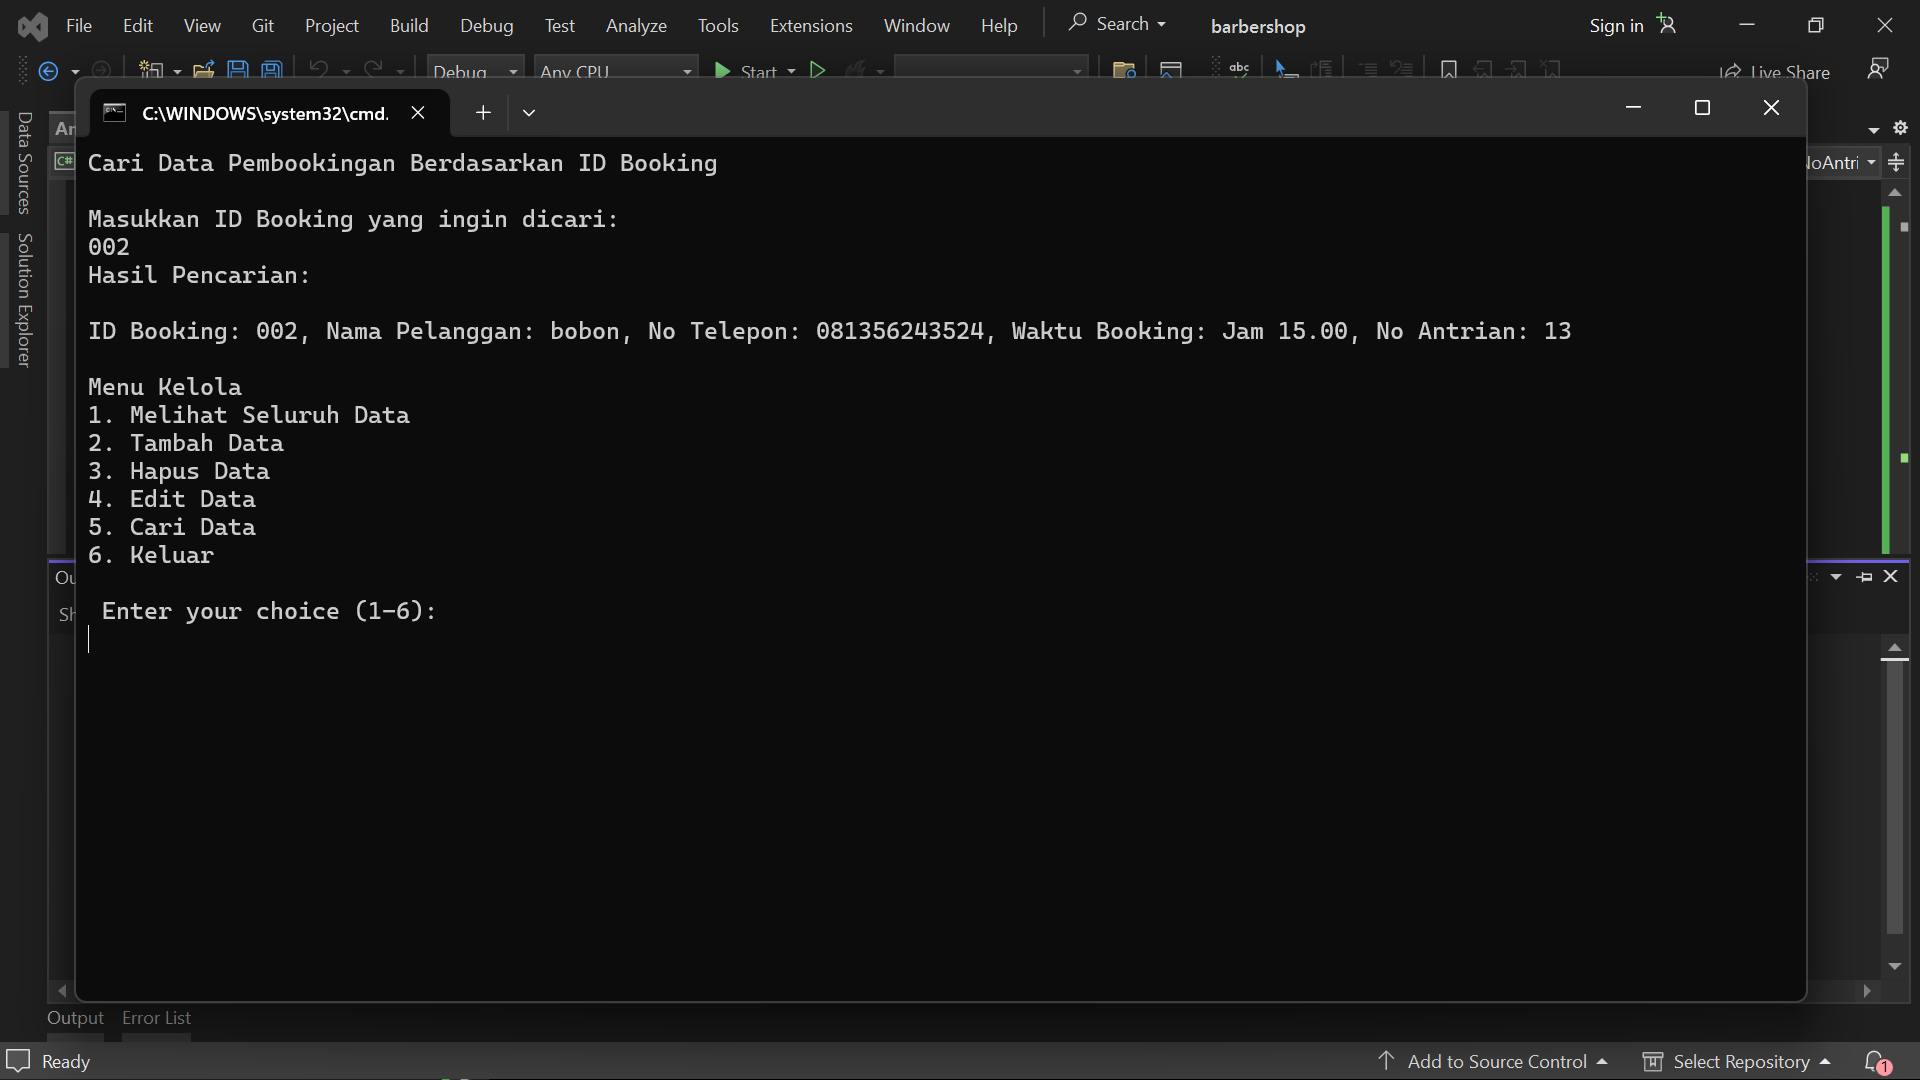 File Edit View Git Project Build Debug Test Analyze Tools Extensions Window Help Search barbershop Sign in
Debug Any CPU Start abc Live Share
C:\WINDOWS\system32\cmd.
Data Sources
Solution Explorer
C#
Cari Data Pembookingan Berdasarkan ID Booking
Masukkan ID Booking yang ingin dicari:
002
Hasil Pencarian:
ID Booking: 002, Nama Pelanggan: bobon, No Telepon: 081356243524, Waktu Booking: Jam 15.00, No Antrian: 13
Menu Kelola
1. Melihat Seluruh Data
2. Tambah Data
3. Hapus Data
4. Edit Data
5. Cari Data
6. Keluar
Enter your choice (1-6):
Output Error List
Ready Add to Source Control Select Repository 1